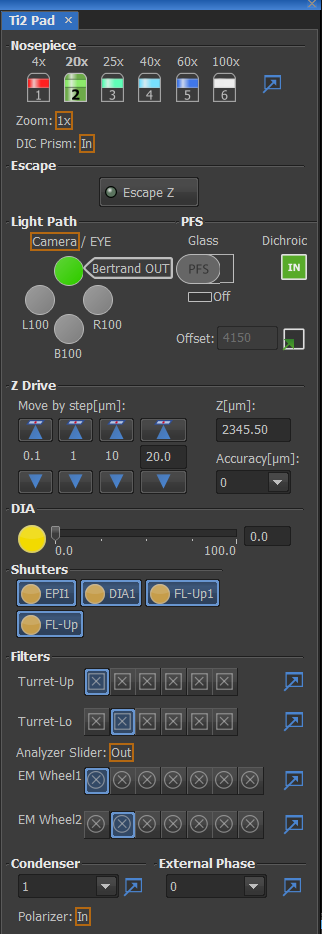 Ti2 Pad ×
Nosepiece
4x 20x 25x 40x 60x 100x
1 2 3 4 5 6
Zoom: 1x
DIC Prism: In
Escape
Escape Z
Light Path PFS
Camera / EYE Glass Dichroic
Bertrand OUT PFS IN
L100 R100 Off
B100
Offset: 4150
Z Drive
Move by step[µm]: Z[µm]:
2345.50
0.1 1 10 20.0
Accuracy[µm]:
0
DIA
0.0
0.0 100.0
Shutters
EPI1 DIA1 FL-Up1
FL-Up
Filters
Turret-Up
Turret-Lo
Analyzer Slider: Out
EM Wheel1
EM Wheel2
Condenser External Phase
1 0
Polarizer: In